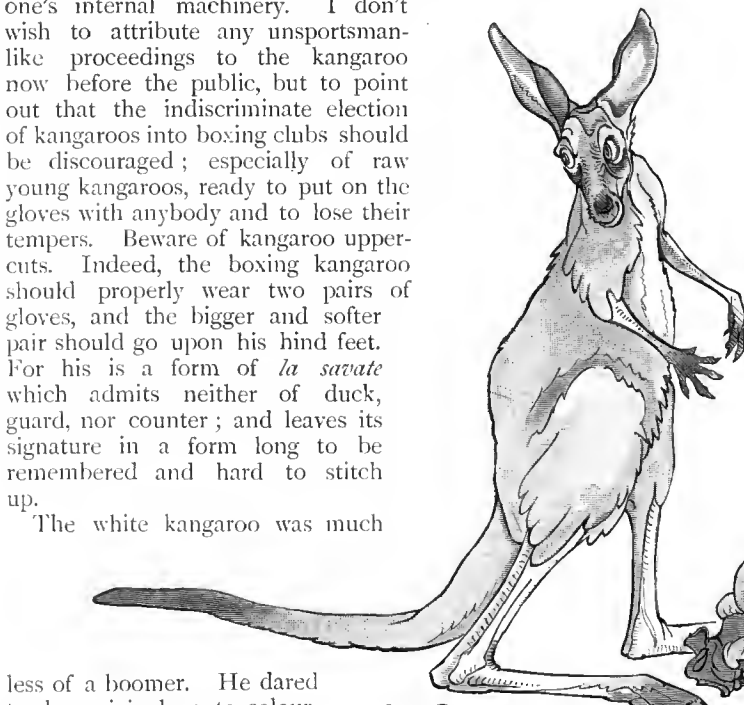 one's internal machinery. I don't
wish to attribute any unsportsman-
like proceedings to the kangaroo
now before the public, but to point
out that the indiscriminate election
of kangaroos into boxing clubs should
be discouraged; especially of raw
young kangaroos, ready to put on the
gloves with anybody and to lose their
tempers. Beware of kangaroo upper-
cuts. Indeed, the boxing kangaroo
should properly wear two pairs of
gloves, and the bigger and softer
pair should go upon his hind feet.
For his is a form of la savate
which admits neither of duck,
guard, nor counter; and leaves its
signature in a form long to be
remembered and hard to stitch
up.
The white kangaroo was much
less of a boomer. He dared